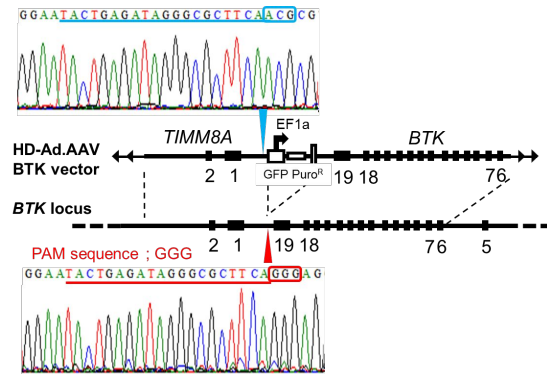 GGAATACTGAGATAGGGCGCTTCAACGCG
EF1a
TIMM8A
BTK
HD-Ad.AAV
BTK vector
2 1 GFP Puroᴿ 19 18 76
BTK locus
2 1 19 18 76 5
PAM sequence ; GGG
GGAATACTGAGATAGGGCGCTTCAGGGAG